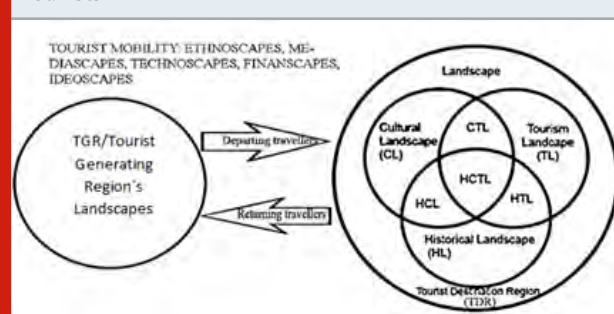 TOURIST MOBILITY: ETHNOSCAPES, ME-
DIASCAPES, TECHNOSCAPES, FINANSCAPES,
IDEOSCAPES
TGR/Tourist
Generating
Region´s
Landscapes
Departing travellers
Returning travellers
Landscape
Cultural
Landscape
(CL)
CTL
Tourism
Landcape
(TL)
HCTL
HCL
HTL
Historical Landscape
(HL)
Tourist Destination Region
(TDR)